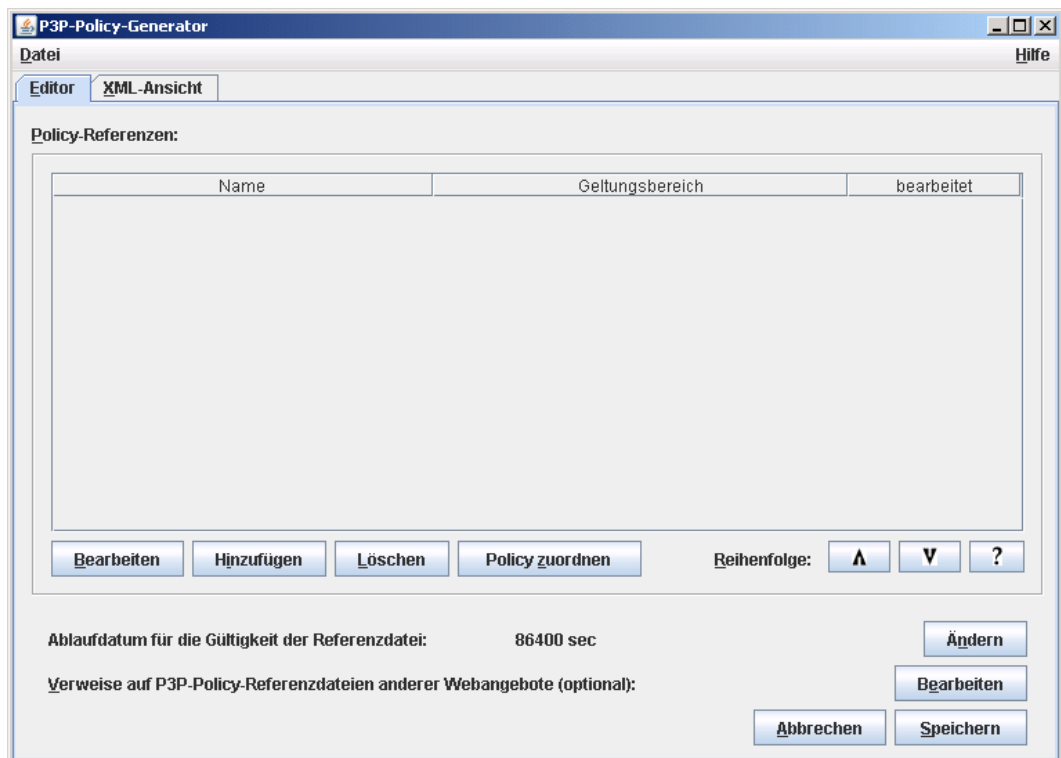 P3P-Policy-Generator
Datei Hilfe
Editor XML-Ansicht
Policy-Referenzen:
Name Geltungsbereich bearbeitet
Bearbeiten Hinzufügen Löschen Policy zuordnen Reihenfolge: Λ V ?
Ablaufdatum für die Gültigkeit der Referenzdatei: 86400 sec Ändern
Verweise auf P3P-Policy-Referenzdateien anderer Webangebote (optional): Bearbeiten
Abbrechen Speichern